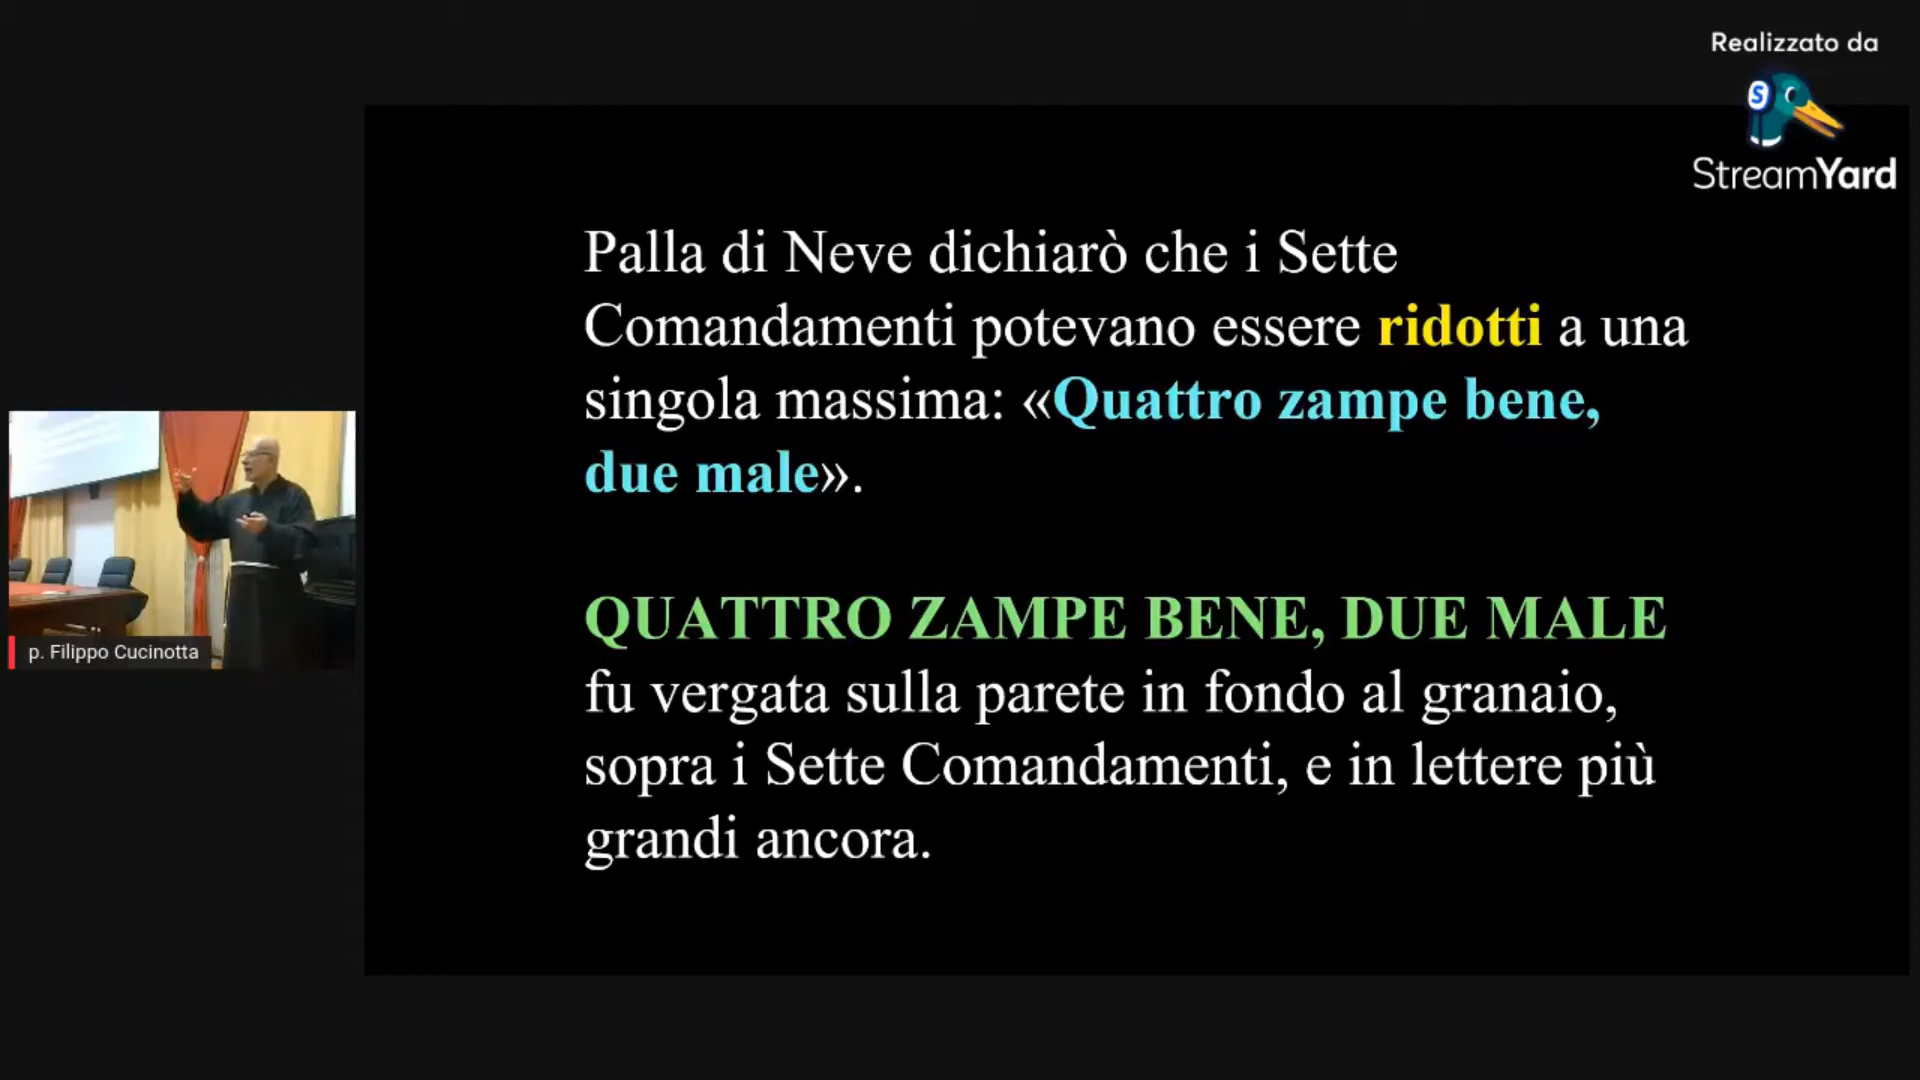 Realizzato da
StreamYard
Palla di Neve dichiarò che i Sette
Comandamenti potevano essere ridotti a una
singola massima: «Quattro zampe bene,
due male».
QUATTRO ZAMPE BENE, DUE MALE
fu vergata sulla parete in fondo al granaio,
sopra i Sette Comandamenti, e in lettere più
grandi ancora.
p. Filippo Cucinotta